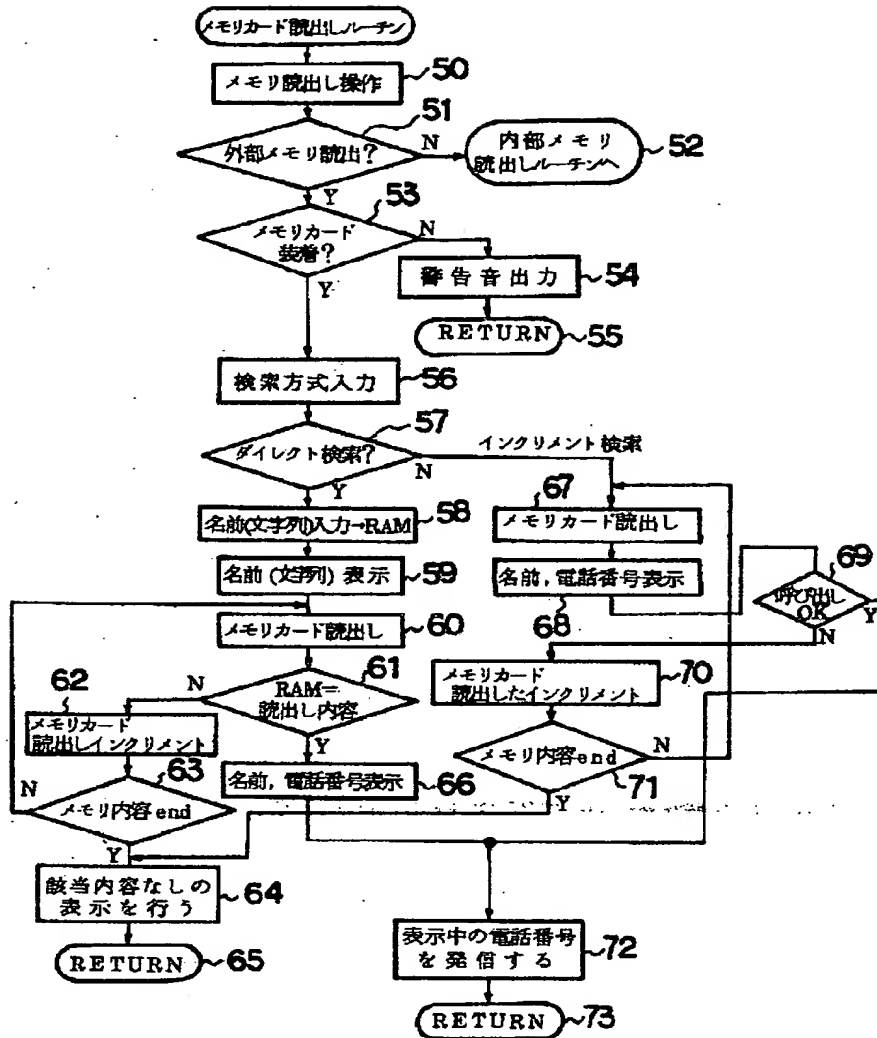 メモリカード読出しルーチン
メモリ読出し操作
50
51
外部メモリ読出?
N
内部メモリ
読出しルーチンへ
52
Y
53
メモリカード
装着?
N
警告音出力
54
Y
RETURN
55
検索方式入力
56
57
ダイレクト検索?
N
インクリメント検索
Y
名前(文字列)入力→RAM
58
名前(文字列)表示
59
メモリカード読出し
60
61
RAM=
読出し内容
N
62
メモリカード
読出しインクリメント
63
メモリ内容end
N
Y
Y
名前,電話番号表示
66
該当内容なしの
表示を行う
64
RETURN
65
67
メモリカード読出し
名前,電話番号表示
68
69
呼び出し
OK
Y
N
メモリカード
読出したインクリメント
70
メモリ内容end
N
71
Y
表示中の電話番号
を発信する
72
RETURN
73